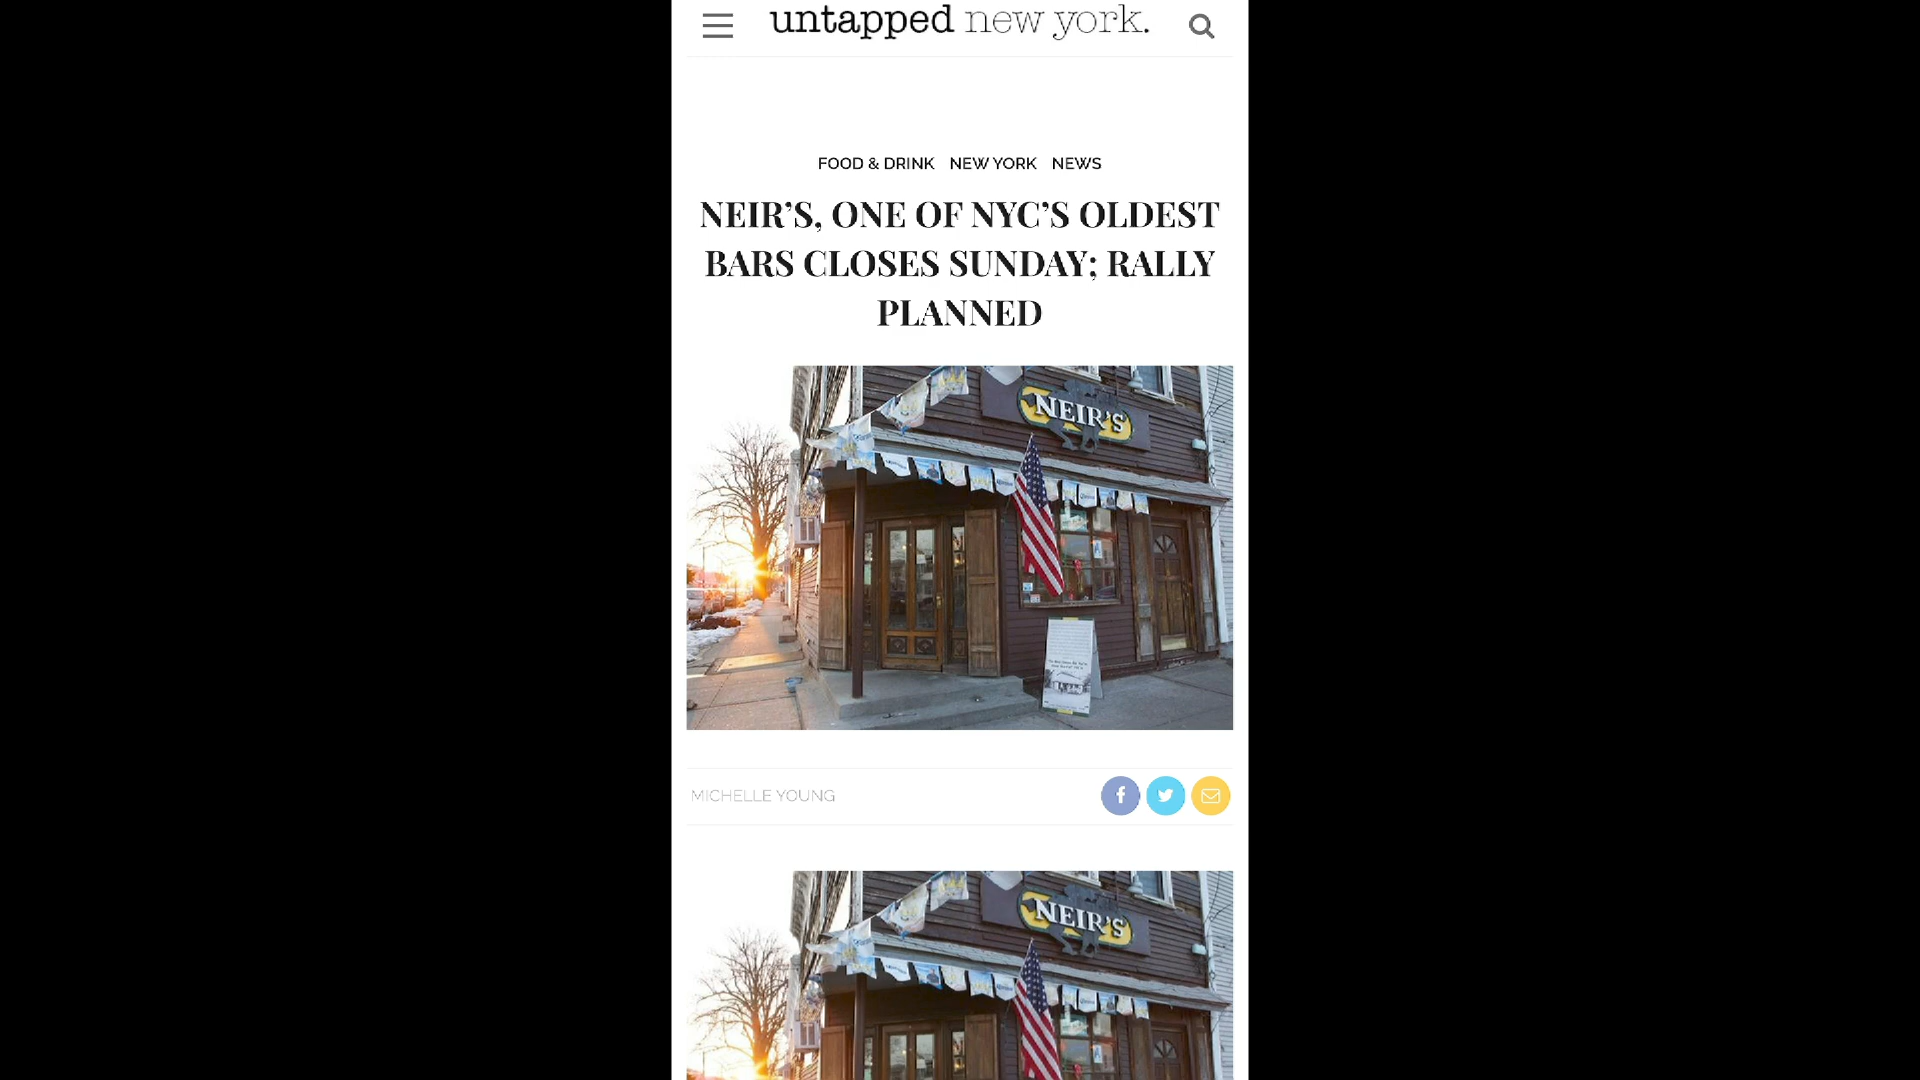 untapped new york.
FOOD & DRINK NEW YORK NEWS
NEIR’S, ONE OF NYC’S OLDEST
BARS CLOSES SUNDAY; RALLY
PLANNED
NEIR'S
MICHELLE YOUNG
NEIR'S